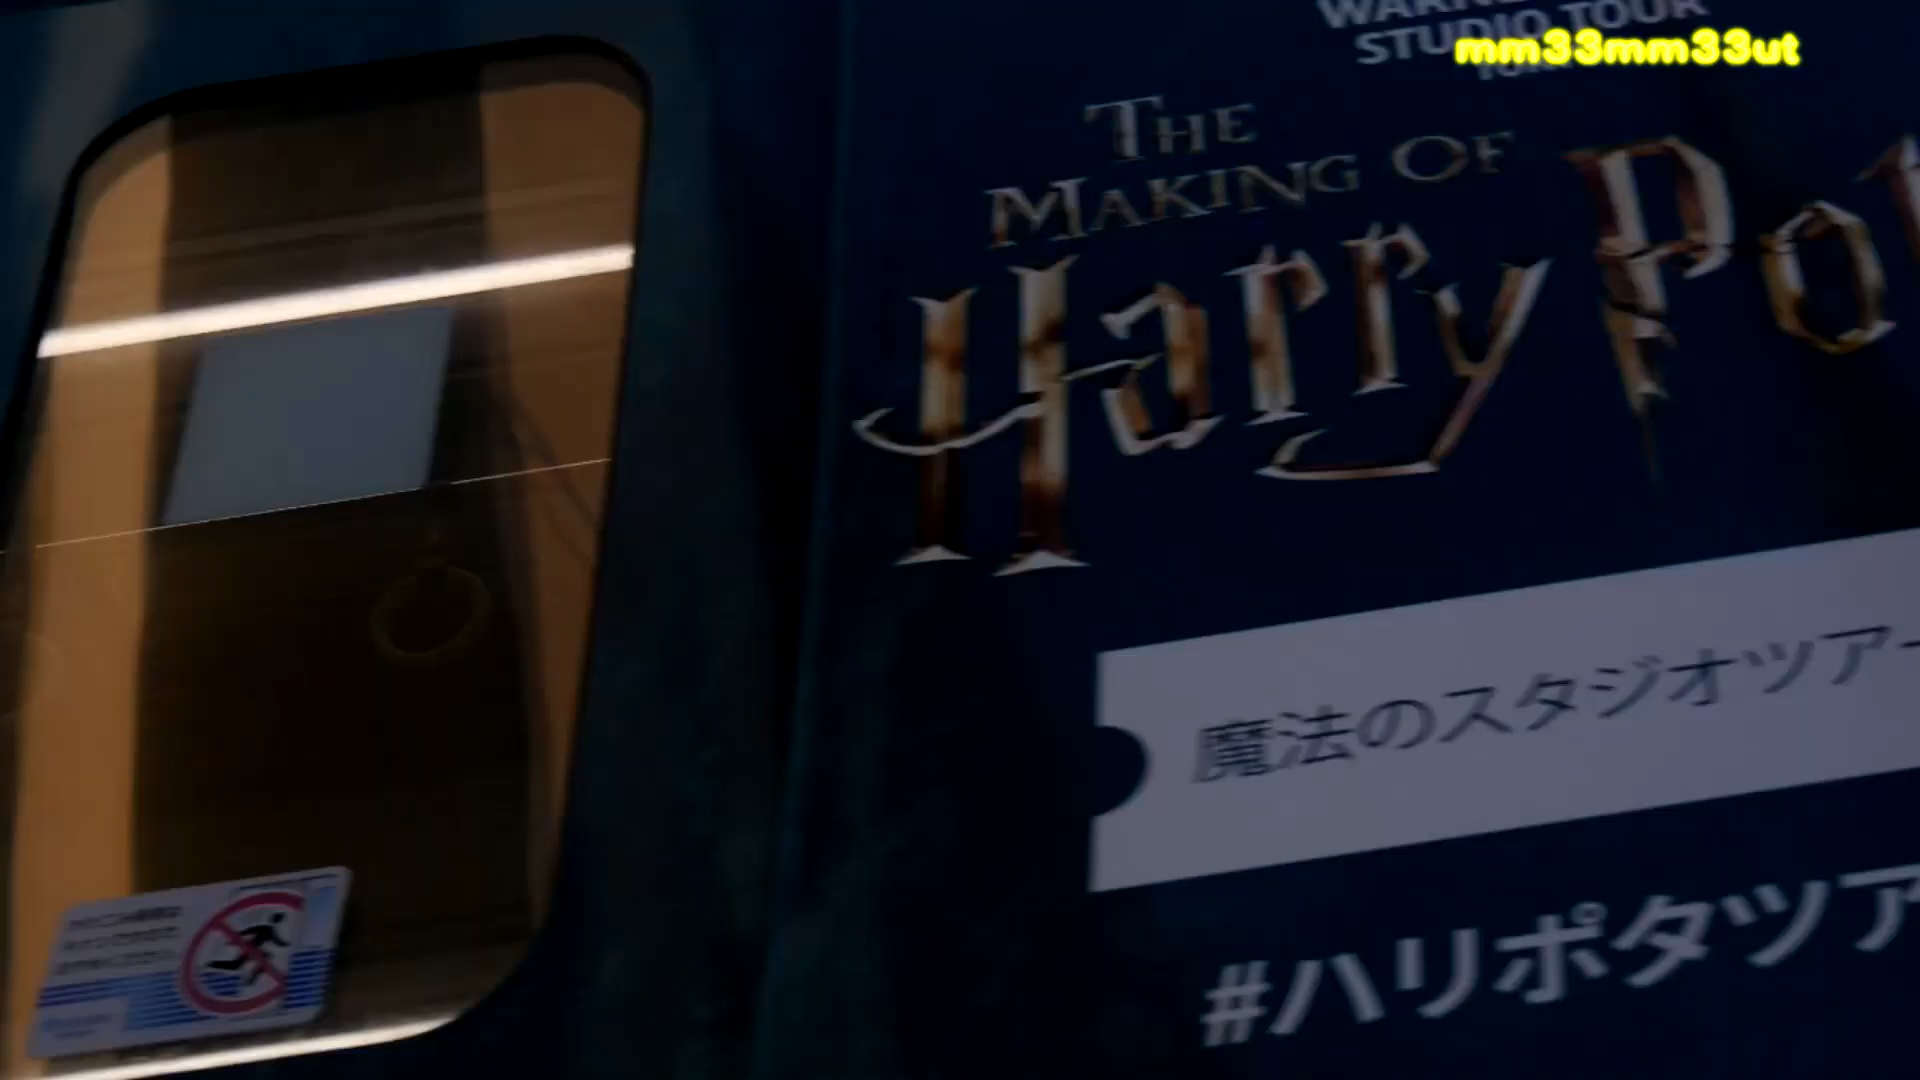 STUDIO TOUR
mm33mm33ut
THE
MAKING OF
Harry Pot
魔法のスタジオツアー
#ハリポタツア